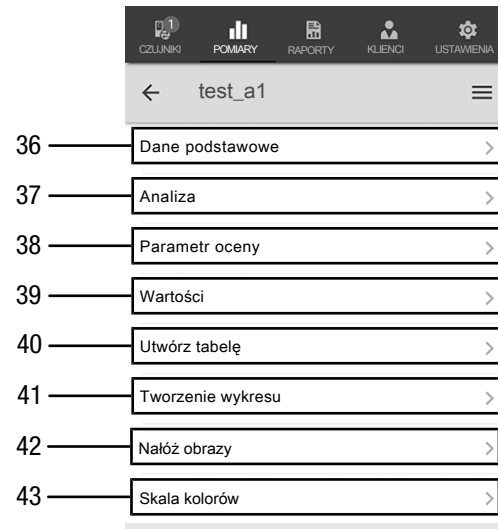 1
CZUJNIKI POMIARY RAPORTY KLIENCI USTAWIENIA
test_a1
36 Dane podstawowe
37 Analiza
38 Parametr oceny
39 Wartości
40 Utwórz tabelę
41 Tworzenie wykresu
42 Nałóż obrazy
43 Skala kolorów